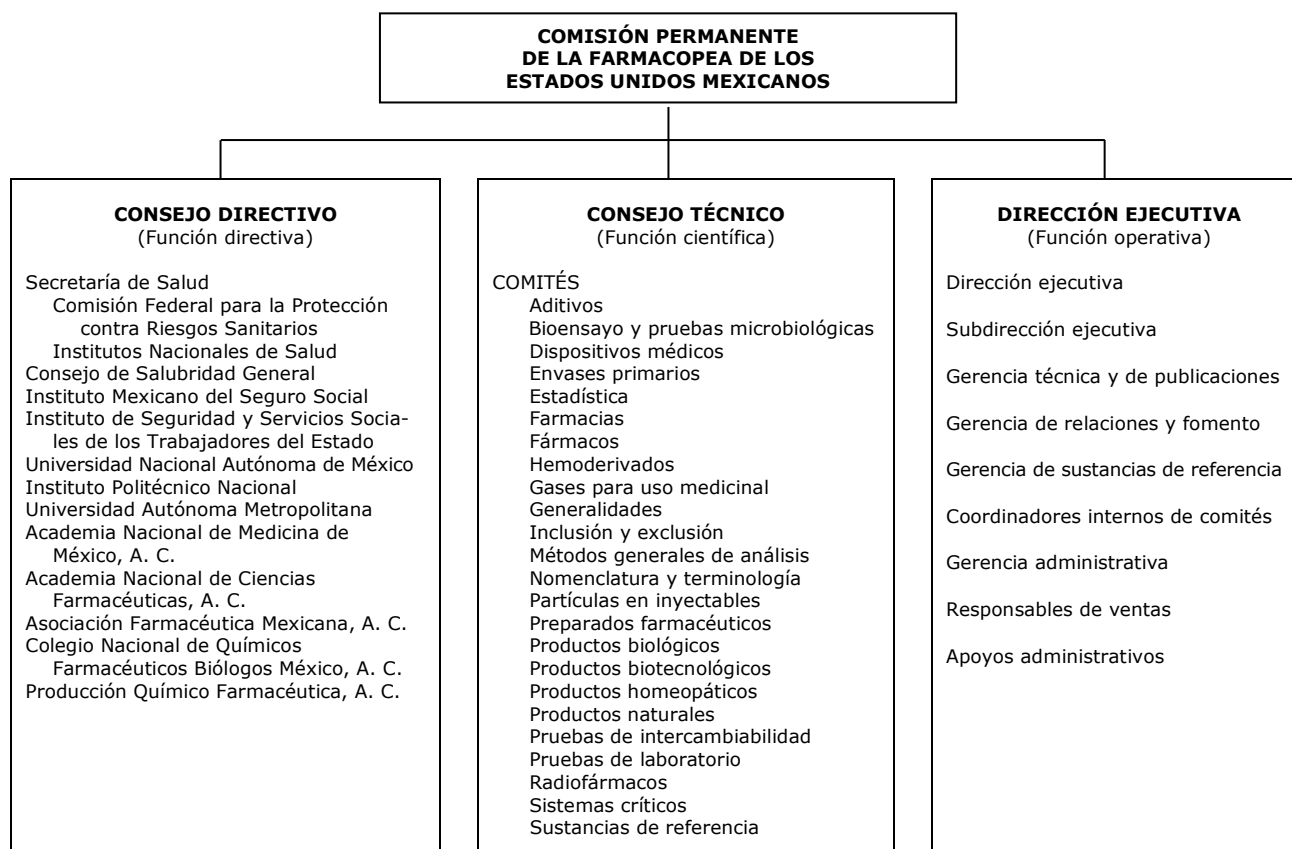 COMISIÓN PERMANENTE
DE LA FARMACOPEA DE LOS
ESTADOS UNIDOS MEXICANOS
CONSEJO DIRECTIVO
(Función directiva)
Secretaría de Salud
Comisión Federal para la Protección
contra Riesgos Sanitarios
Institutos Nacionales de Salud
Consejo de Salubridad General
Instituto Mexicano del Seguro Social
Instituto de Seguridad y Servicios Socia-
les de los Trabajadores del Estado
Universidad Nacional Autónoma de México
Instituto Politécnico Nacional
Universidad Autónoma Metropolitana
Academia Nacional de Medicina de
México, A. C.
Academia Nacional de Ciencias
Farmacéuticas, A. C.
Asociación Farmacéutica Mexicana, A. C.
Colegio Nacional de Químicos
Farmacéuticos Biólogos México, A. C.
Producción Químico Farmacéutica, A. C.
CONSEJO TÉCNICO
(Función científica)
COMITÉS
Aditivos
Bioensayo y pruebas microbiológicas
Dispositivos médicos
Envases primarios
Estadística
Farmacias
Fármacos
Hemoderivados
Gases para uso medicinal
Generalidades
Inclusión y exclusión
Métodos generales de análisis
Nomenclatura y terminología
Partículas en inyectables
Preparados farmacéuticos
Productos biológicos
Productos biotecnológicos
Productos homeopáticos
Productos naturales
Pruebas de intercambiabilidad
Pruebas de laboratorio
Radiofármacos
Sistemas críticos
Sustancias de referencia
DIRECCIÓN EJECUTIVA
(Función operativa)
Dirección ejecutiva
Subdirección ejecutiva
Gerencia técnica y de publicaciones
Gerencia de relaciones y fomento
Gerencia de sustancias de referencia
Coordinadores internos de comités
Gerencia administrativa
Responsables de ventas
Apoyos administrativos